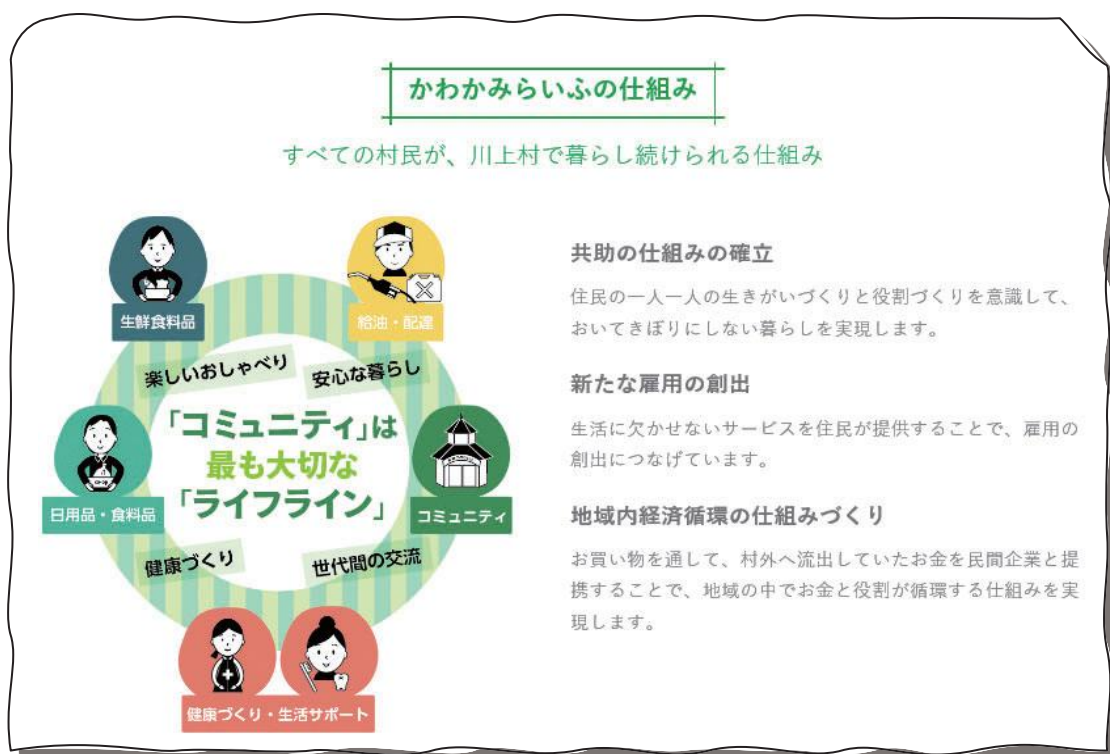 かわかみらいふの仕組み
すべての村民が、川上村で暮らし続けられる仕組み
生鮮食料品
給油・配達
楽しいおしゃべり
安心な暮らし
「コミュニティ」は
最も大切な
「ライフライン」
日用品・食料品
コミュニティ
健康づくり
世代間の交流
健康づくり・生活サポート
共助の仕組みの確立
住民の一人一人の生きがいづくりと役割づくりを意識して、
おいてきぼりにしない暮らしを実現します。
新たな雇用の創出
生活に欠かせないサービスを住民が提供することで、雇用の
創出につなげています。
地域内経済循環の仕組みづくり
お買い物を通して、村外へ流出していたお金を民間企業と提
携することで、地域の中でお金と役割が循環する仕組みを実
現します。